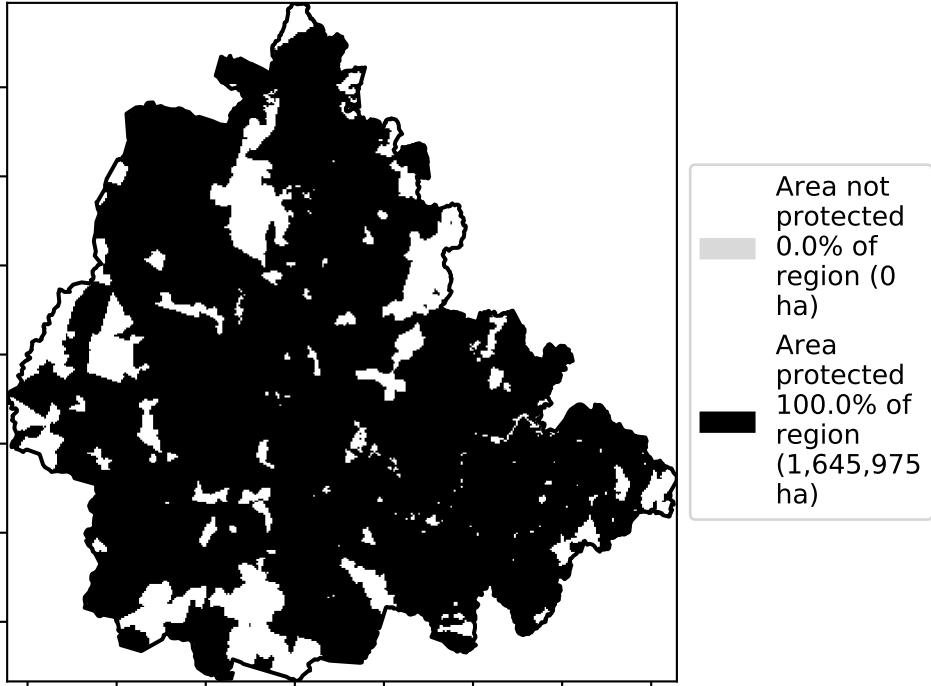 Area not
protected
0.0% of
region (0
ha)
Area
protected
100.0% of
region
(1,645,975
ha)